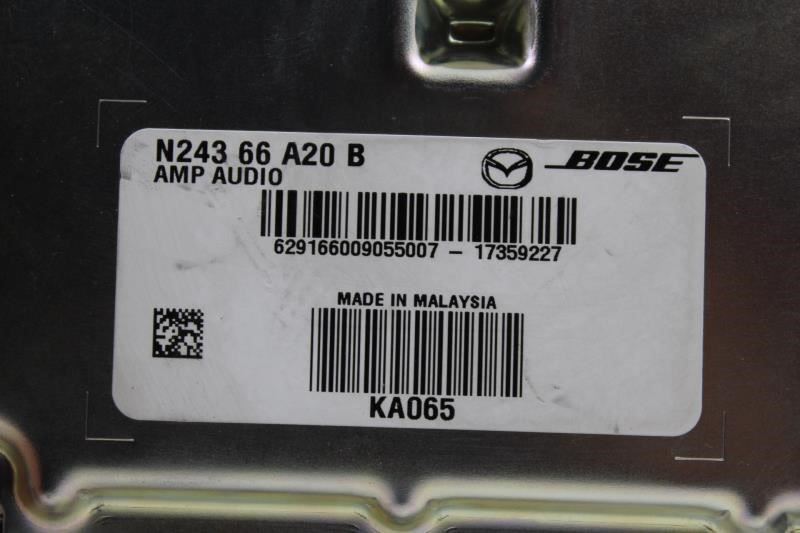 N243 66 A20 B
BOSE
AMP AUDIO
629166009055007 - 17359227
MADE IN MALAYSIA
KA065